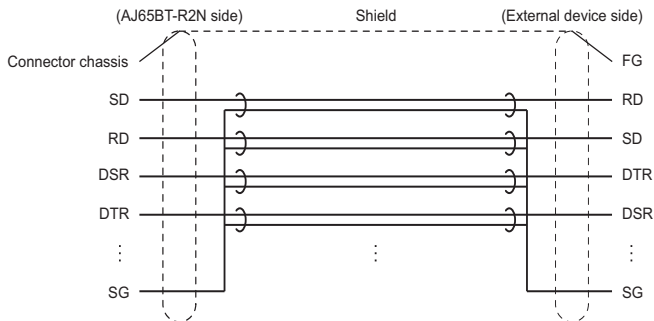 (AJ65BT-R2N side) Shield (External device side)
Connector chassis FG
SD RD
RD SD
DSR DTR
DTR DSR
⋮ ⋮ ⋮
SG SG